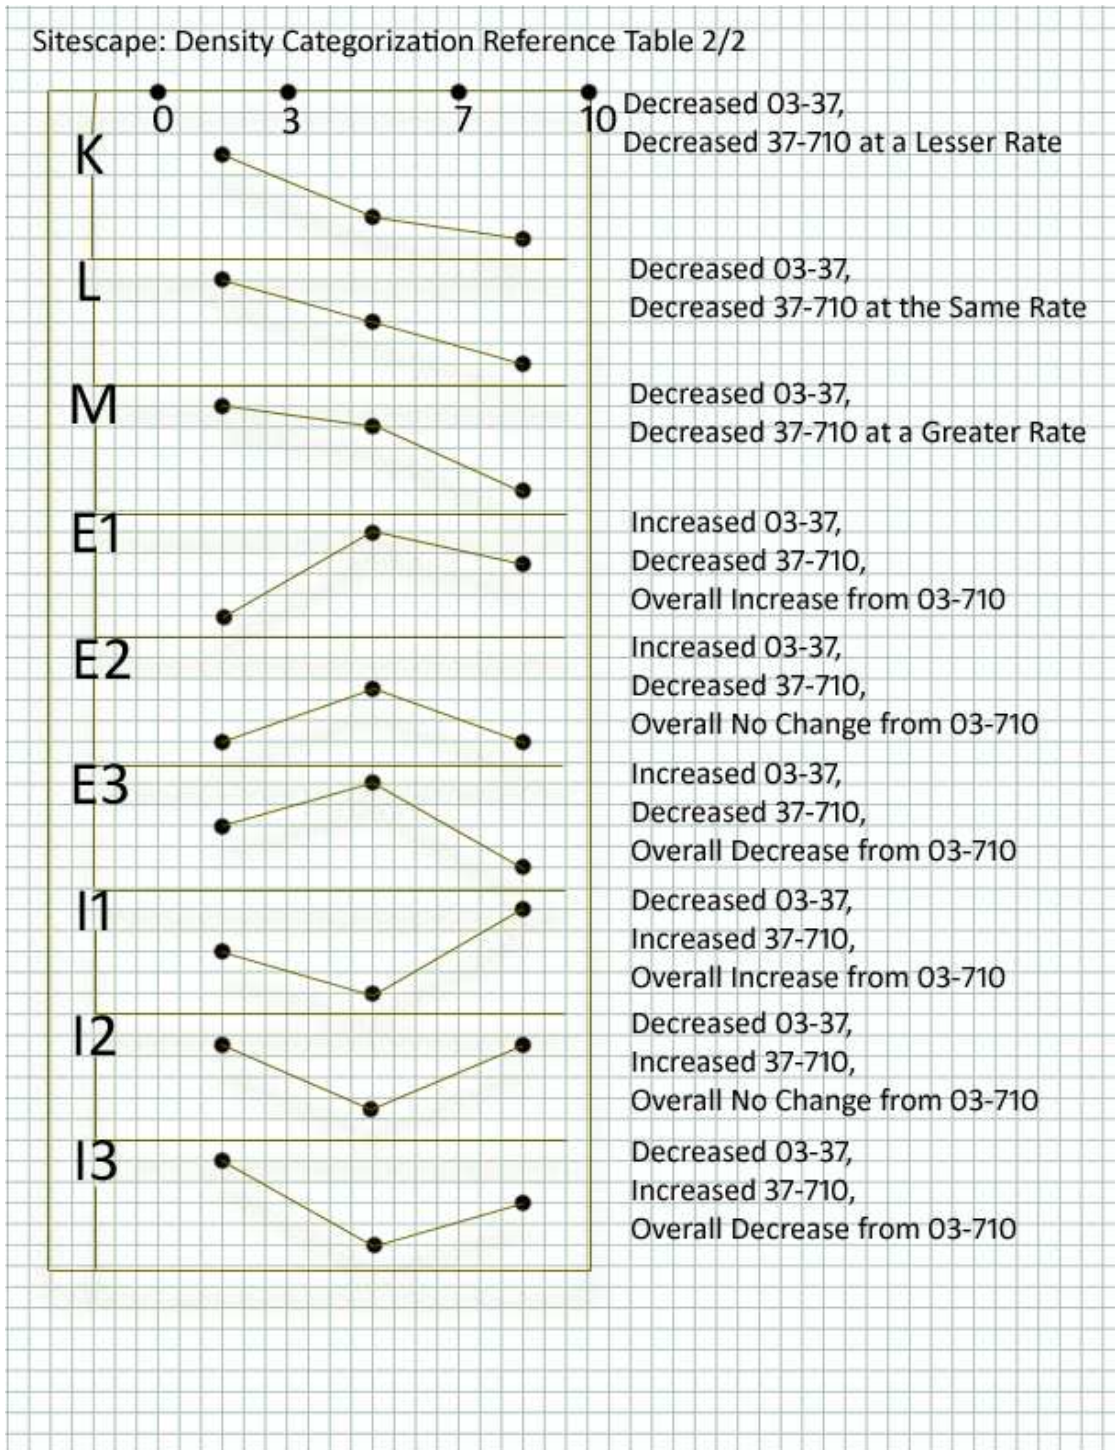 Sitescape: Density Categorization Reference Table 2/2
0 3 7 10
K
Decreased 03-37,
Decreased 37-710 at a Lesser Rate
L
Decreased 03-37,
Decreased 37-710 at the Same Rate
M
Decreased 03-37,
Decreased 37-710 at a Greater Rate
E1
Increased 03-37,
Decreased 37-710,
Overall Increase from 03-710
E2
Increased 03-37,
Decreased 37-710,
Overall No Change from 03-710
E3
Increased 03-37,
Decreased 37-710,
Overall Decrease from 03-710
I1
Decreased 03-37,
Increased 37-710,
Overall Increase from 03-710
I2
Decreased 03-37,
Increased 37-710,
Overall No Change from 03-710
I3
Decreased 03-37,
Increased 37-710,
Overall Decrease from 03-710